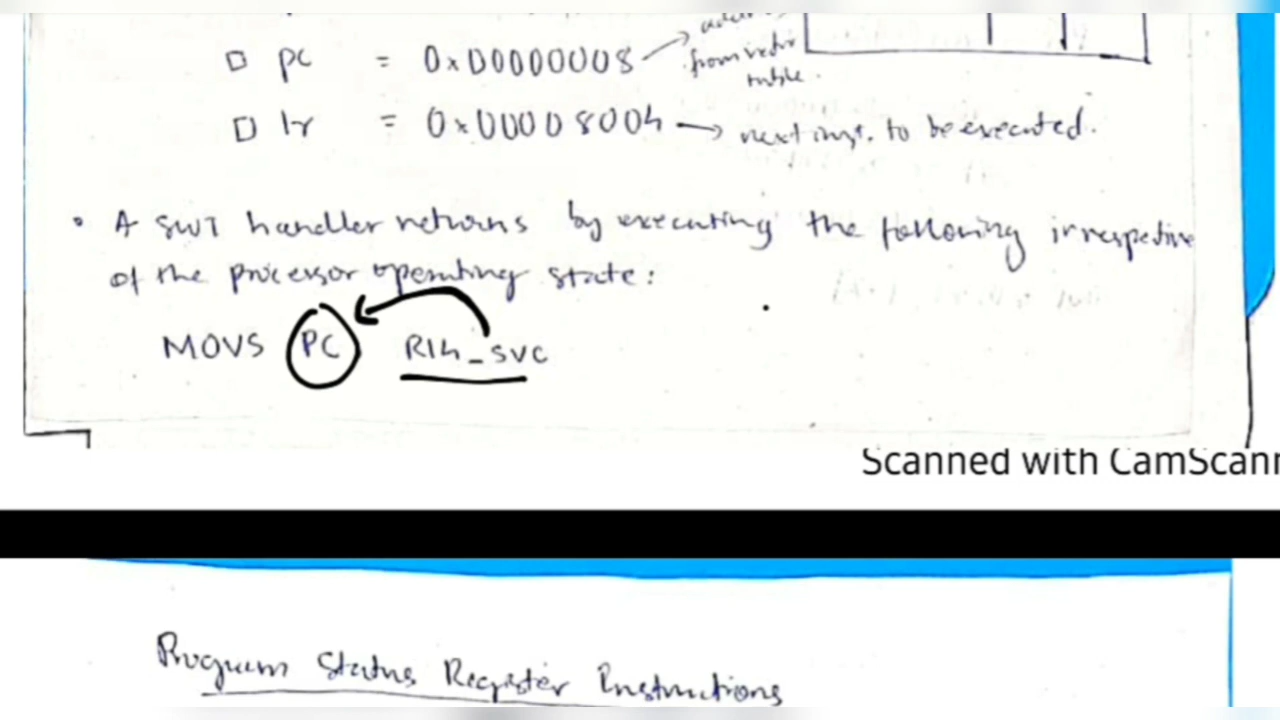 □ pc = 0x00000008 → from vector
table.
□ lr = 0x00008004 → next inst. to be executed.
• A SWI handler returns by executing the following irrespective
of the processor operating state:
MOVS PC R14_SVC
Scanned with CamScann
Program Status Register Instructions